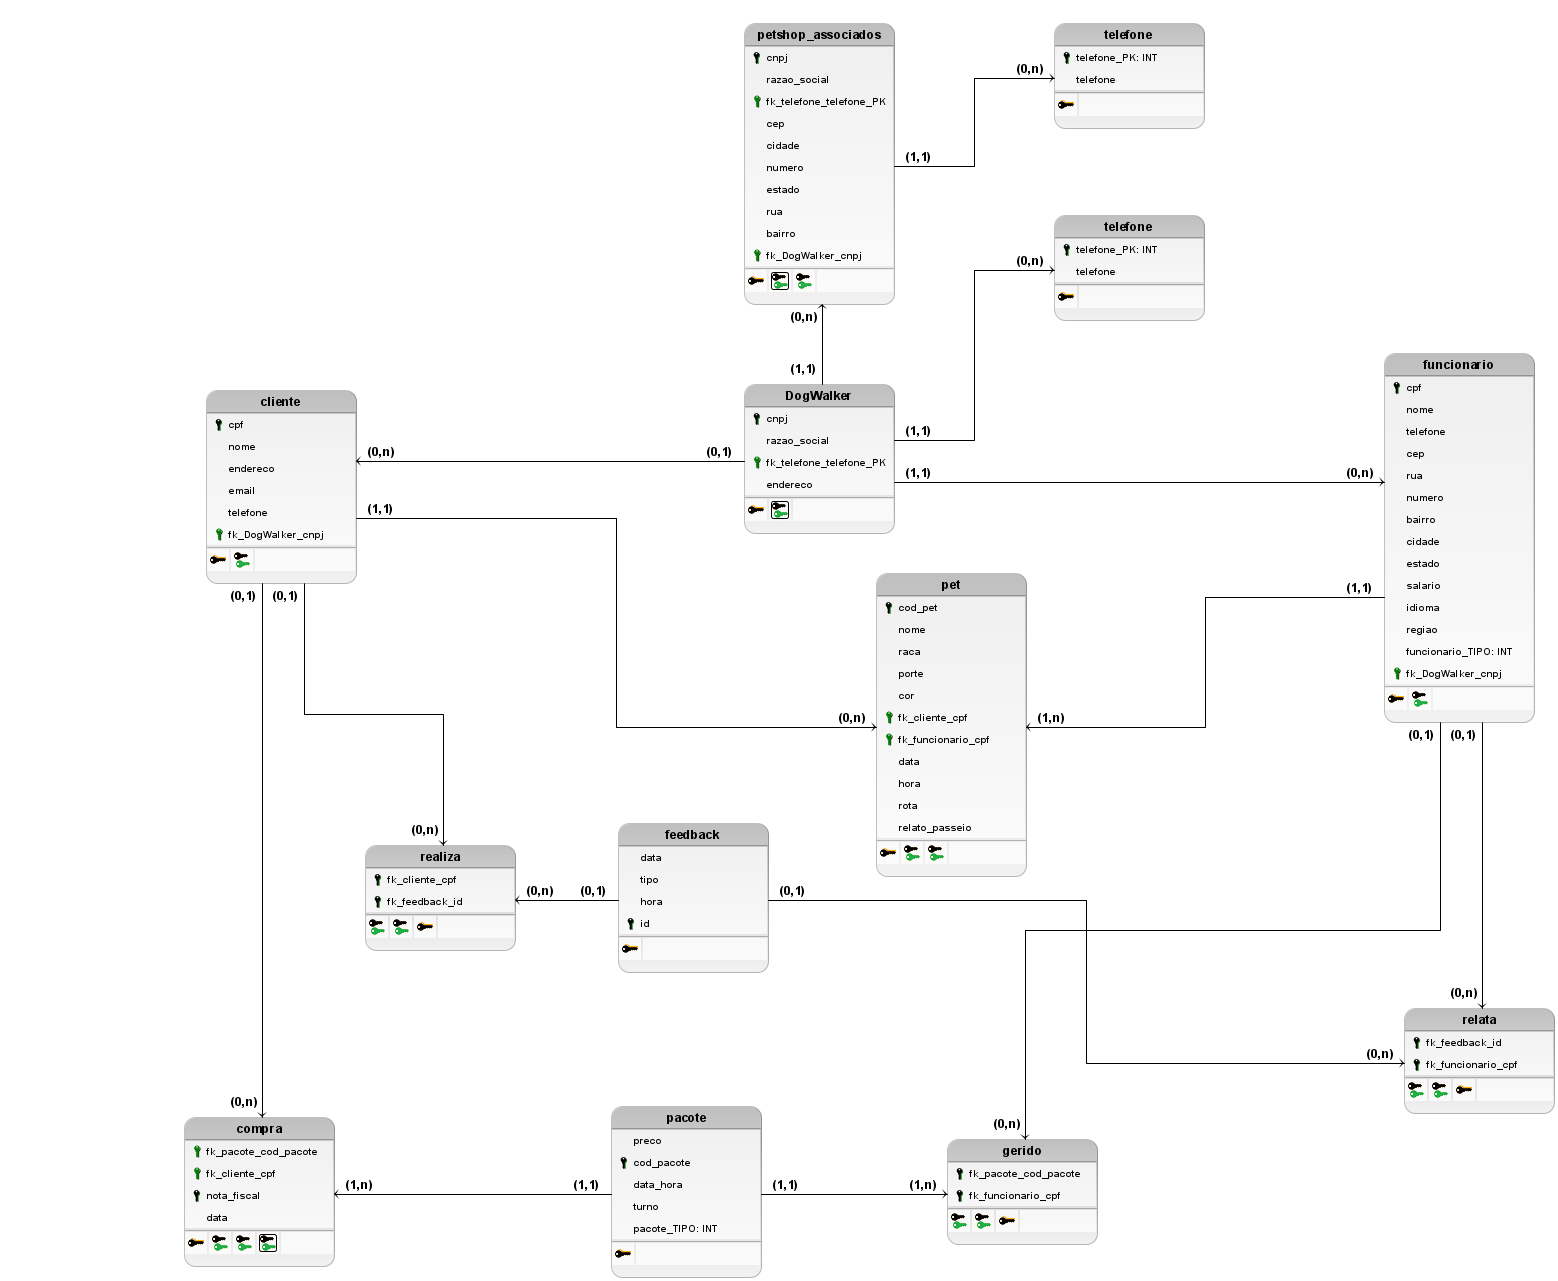 petshop_associados
cnpj
razao_social
fk_telefone_telefone_PK
cep
cidade
numero
estado
rua
bairro
fk_DogWalker_cnpj
telefone
telefone_PK: INT
telefone
(0,n)
(1,1)
telefone
telefone_PK: INT
telefone
(0,n)
(0,n)
(1,1)
DogWalker
cnpj
razao_social
fk_telefone_telefone_PK
endereco
(1,1)
(0,1)
(1,1)
(0,n)
cliente
cpf
nome
endereco
email
telefone
fk_DogWalker_cnpj
(0,n)
(1,1)
(0,1)
(0,1)
funcionario
cpf
nome
telefone
cep
rua
numero
bairro
cidade
estado
salario
idioma
regiao
funcionario_TIPO: INT
fk_DogWalker_cnpj
(1,1)
(0,1)
(0,1)
pet
cod_pet
nome
raca
porte
cor
fk_cliente_cpf
fk_funcionario_cpf
data
hora
rota
relato_passeio
(0,n)
(1,n)
(0,n)
realiza
fk_cliente_cpf
fk_feedback_id
(0,n)
(0,1)
feedback
data
tipo
hora
id
(0,1)
(0,n)
(0,n)
relata
fk_feedback_id
fk_funcionario_cpf
(0,n)
compra
fk_pacote_cod_pacote
fk_cliente_cpf
nota_fiscal
data
(1,n)
(1,1)
pacote
preco
cod_pacote
data_hora
turno
pacote_TIPO: INT
(1,1)
(1,n)
(0,n)
gerido
fk_pacote_cod_pacote
fk_funcionario_cpf